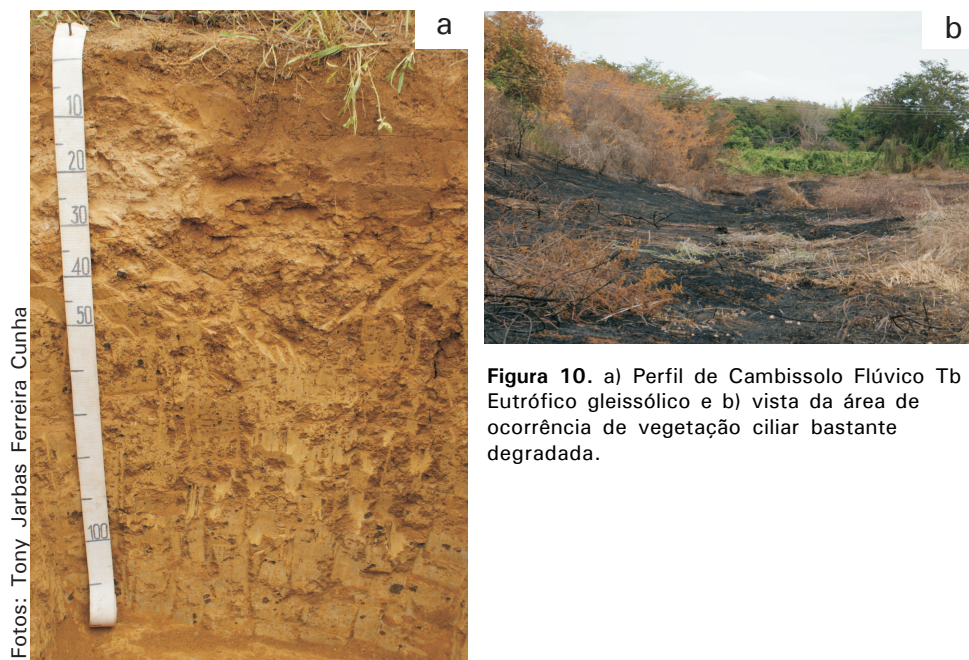 a
10
20
30
40
50
100
b
Fotos: Tony Jarbas Ferreira Cunha
Figura 10. a) Perfil de Cambissolo Flúvico Tb
Eutrófico gleissólico e b) vista da área de
ocorrência de vegetação ciliar bastante
degradada.